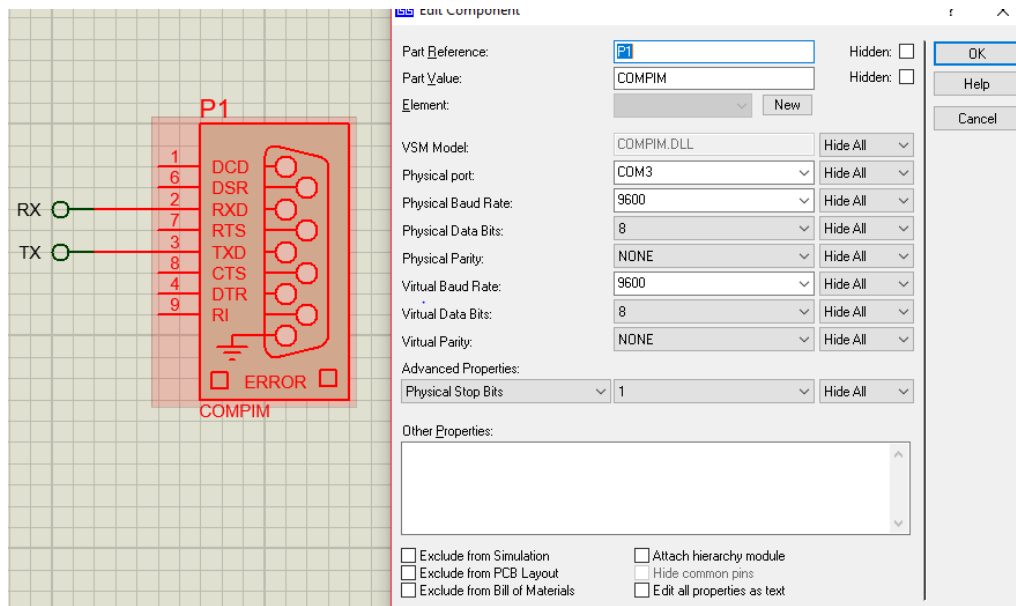 P1
1 DCD
6 DSR
RX 2 RXD
7 RTS
TX 3 TXD
8 CTS
4 DTR
9 RI
ERROR
COMPIM
Edit Component ? X
Part Reference: P1 Hidden: OK
Part Value: COMPIM Hidden: Help
Element: New Cancel
VSM Model: COMPIM.DLL Hide All
Physical port: COM3 Hide All
Physical Baud Rate: 9600 Hide All
Physical Data Bits: 8 Hide All
Physical Parity: NONE Hide All
Virtual Baud Rate: 9600 Hide All
Virtual Data Bits: 8 Hide All
Virtual Parity: NONE Hide All
Advanced Properties:
Physical Stop Bits 1 Hide All
Other Properties:
Exclude from Simulation Attach hierarchy module
Exclude from PCB Layout Hide common pins
Exclude from Bill of Materials Edit all properties as text